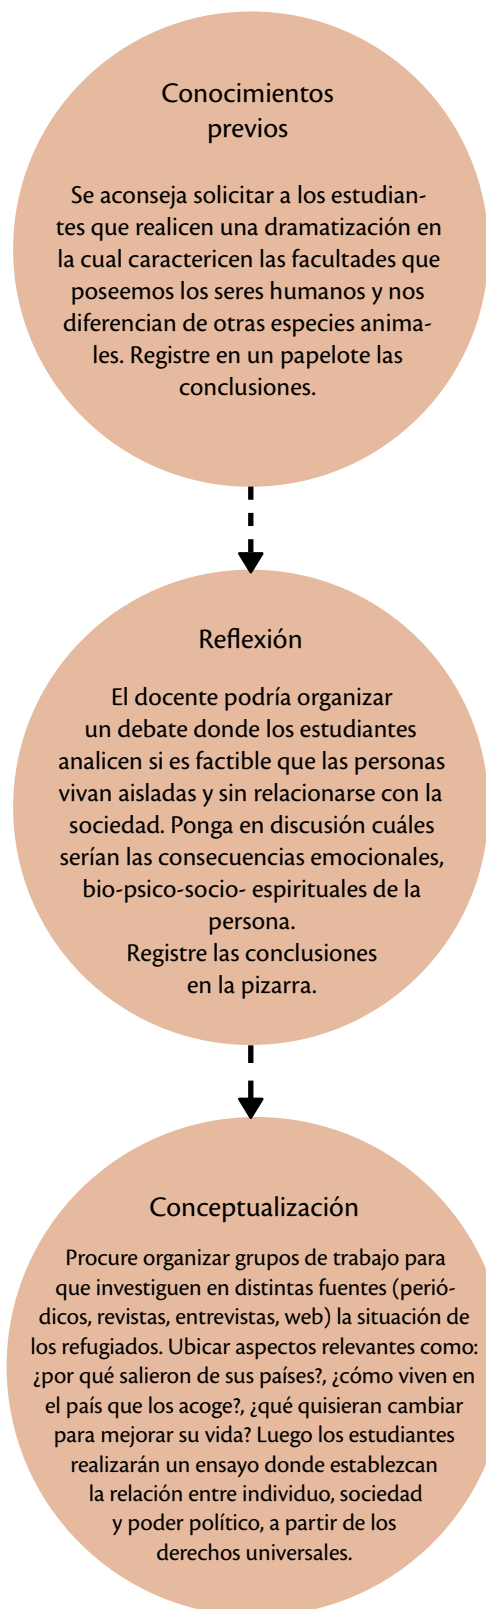 Conocimientos
previos
Se aconseja solicitar a los estudian-
tes que realicen una dramatización en
la cual caractericen las facultades que
poseemos los seres humanos y nos
diferencian de otras especies anima-
les. Registre en un papelote las
conclusiones.
Reflexión
El docente podría organizar
un debate donde los estudiantes
analicen si es factible que las personas
vivan aisladas y sin relacionarse con la
sociedad. Ponga en discusión cuáles
serían las consecuencias emocionales,
bio-psico-socio- espirituales de la
persona.
Registre las conclusiones
en la pizarra.
Conceptualización
Procure organizar grupos de trabajo para
que investiguen en distintas fuentes (perió-
dicos, revistas, entrevistas, web) la situación de
los refugiados. Ubicar aspectos relevantes como:
¿por qué salieron de sus países?, ¿cómo viven en
el país que los acoge?, ¿qué quisieran cambiar
para mejorar su vida? Luego los estudiantes
realizarán un ensayo donde establezcan
la relación entre individuo, sociedad
y poder político, a partir de los
derechos universales.